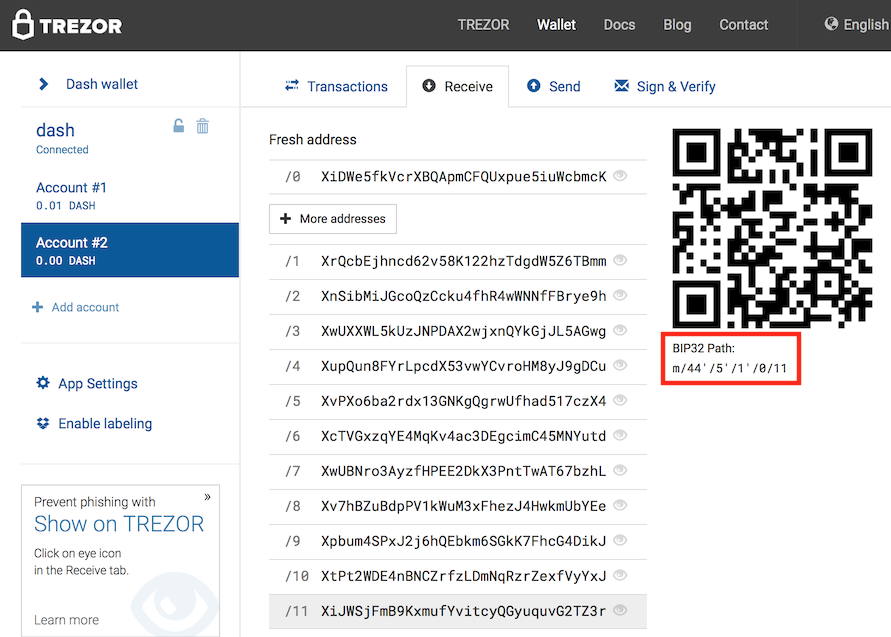 TREZOR
TREZOR Wallet Docs Blog Contact English
Dash wallet
dash
Connected
Account #1
0.01 DASH
Account #2
0.00 DASH
Add account
App Settings
Enable labeling
Prevent phishing with »
Show on TREZOR
Click on eye icon
in the Receive tab.
Learn more
Transactions Receive Send Sign & Verify
Fresh address
/0 XiDWe5fkVcrXBQApmCFQUxpue5iuWcbmcK
More addresses
/1 XrQcbEjhncd62v58K122hzTdgdW5Z6TBmm
/2 XnSibMiJGcoQzCcku4fhR4wWNNfFBrye9h
/3 XwUXXWL5kUzJNPDAX2wjxnQYkGjJL5AGwg
/4 XupQun8FYrLpcdX53vwYCvroHM8yJ9gDCu
/5 XvPXo6ba2rdx13GNKgQgrwUfhad517czX4
/6 XcTVGxzqYE4MqKv4ac3DEgcimC45MNYutd
/7 XwUBNro3AyzfHPEE2DkX3PntTwAT67bzhL
/8 Xv7hBZuBdpPV1kWuM3xFhezJ4HwkmUbYEe
/9 Xpbum4SPxJ2j6hQEbkm6SGkK7FhcG4DikJ
/10 XtPt2WDE4nBNCZrfzLDmNqRzrZexfVyYxJ
/11 XiJWSjFmB9KxmufYvitcyQGyuquvG2TZ3r
BIP32 Path:
m/44'/5'/1'/0/11